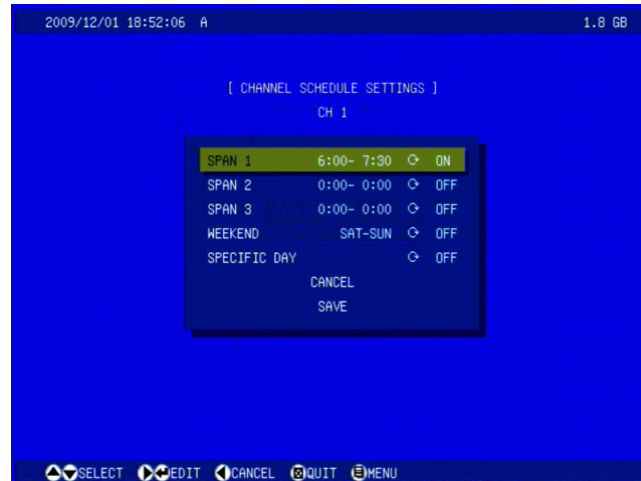 2009/12/01 18:52:06 A 1.8 GB
[ CHANNEL SCHEDULE SETTINGS ]
CH 1
SPAN 1 6:00- 7:30 ON
SPAN 2 0:00- 0:00 OFF
SPAN 3 0:00- 0:00 OFF
WEEKEND SAT-SUN OFF
SPECIFIC DAY OFF
CANCEL
SAVE
SELECT EDIT CANCEL QUIT MENU